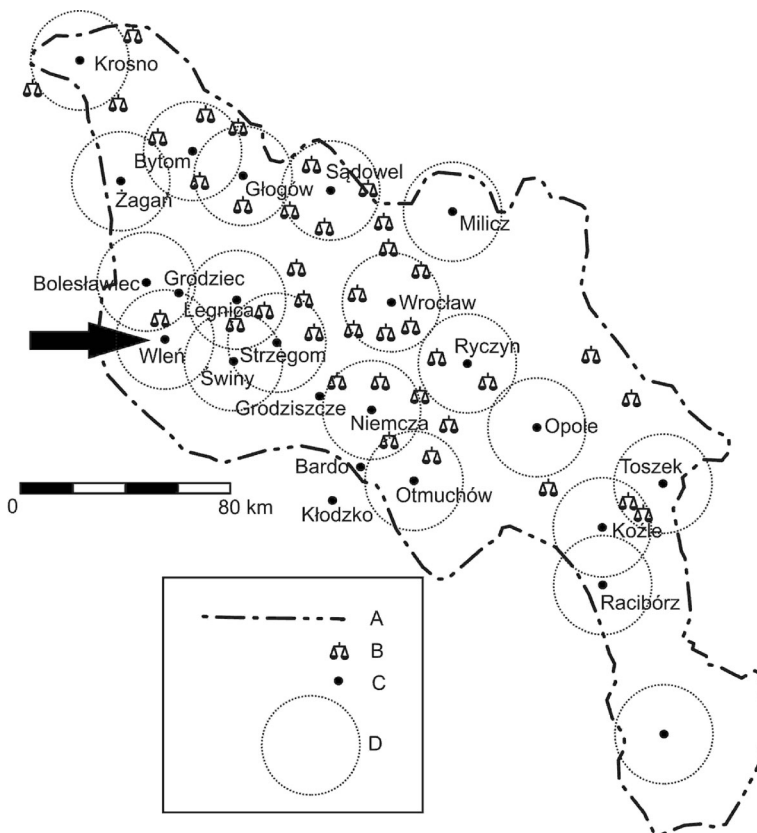 Krosno
Bytom
Sądowel
Głogów
Żagań
Milicz
Bolesławiec
Grodziec
Legnica
Wrocław
Wleń
Strzegom
Ryczyn
Świny
Grodziszcze
Niemcza
Opole
Bardo
Toszek
Otmuchów
0 80 km
Kłodzko
Koźle
Racibórz
A
B
C
D